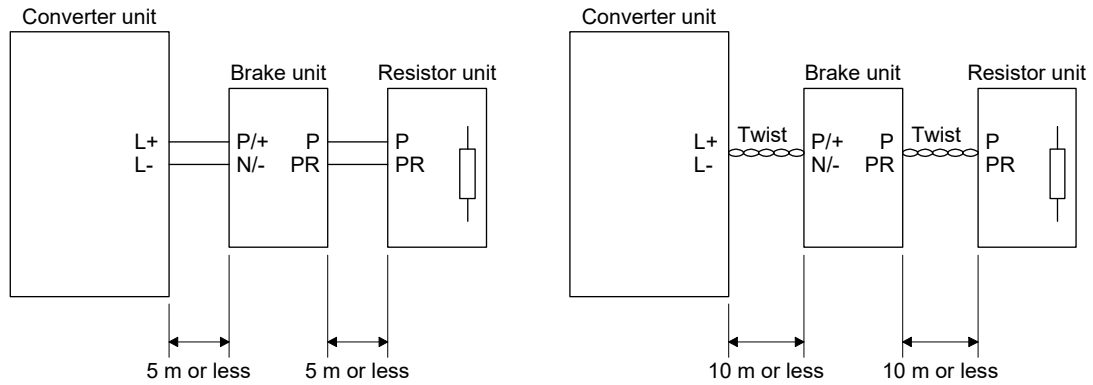 Converter unit
Brake unit
Resistor unit
L+
P/+
P
P
L-
N/-
PR
PR
5 m or less
5 m or less
Converter unit
Brake unit
Resistor unit
L+
Twist
P/+
P
Twist
P
L-
N/-
PR
PR
10 m or less
10 m or less